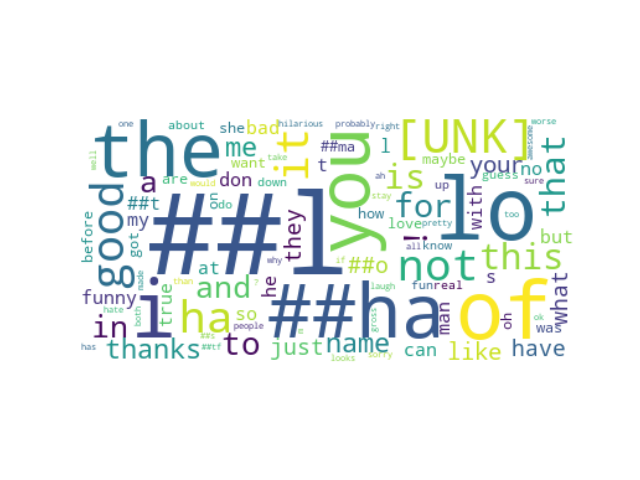 one about she bad hilarious probably right [UNK] worse
well the me ##ma l awesome
want take it t you maybe your no that
good a are don down is guess sure
would ah lo
before ##t n do ##l stay up with
my they how for love pretty too but
got ! all know this
true at he why ##o not s
funny made i and if fun real what
hate than ? laugh ##ha of
in both ha so gross man oh was ok
##s people m
has thanks ##tf to just name can like have
looks sorry